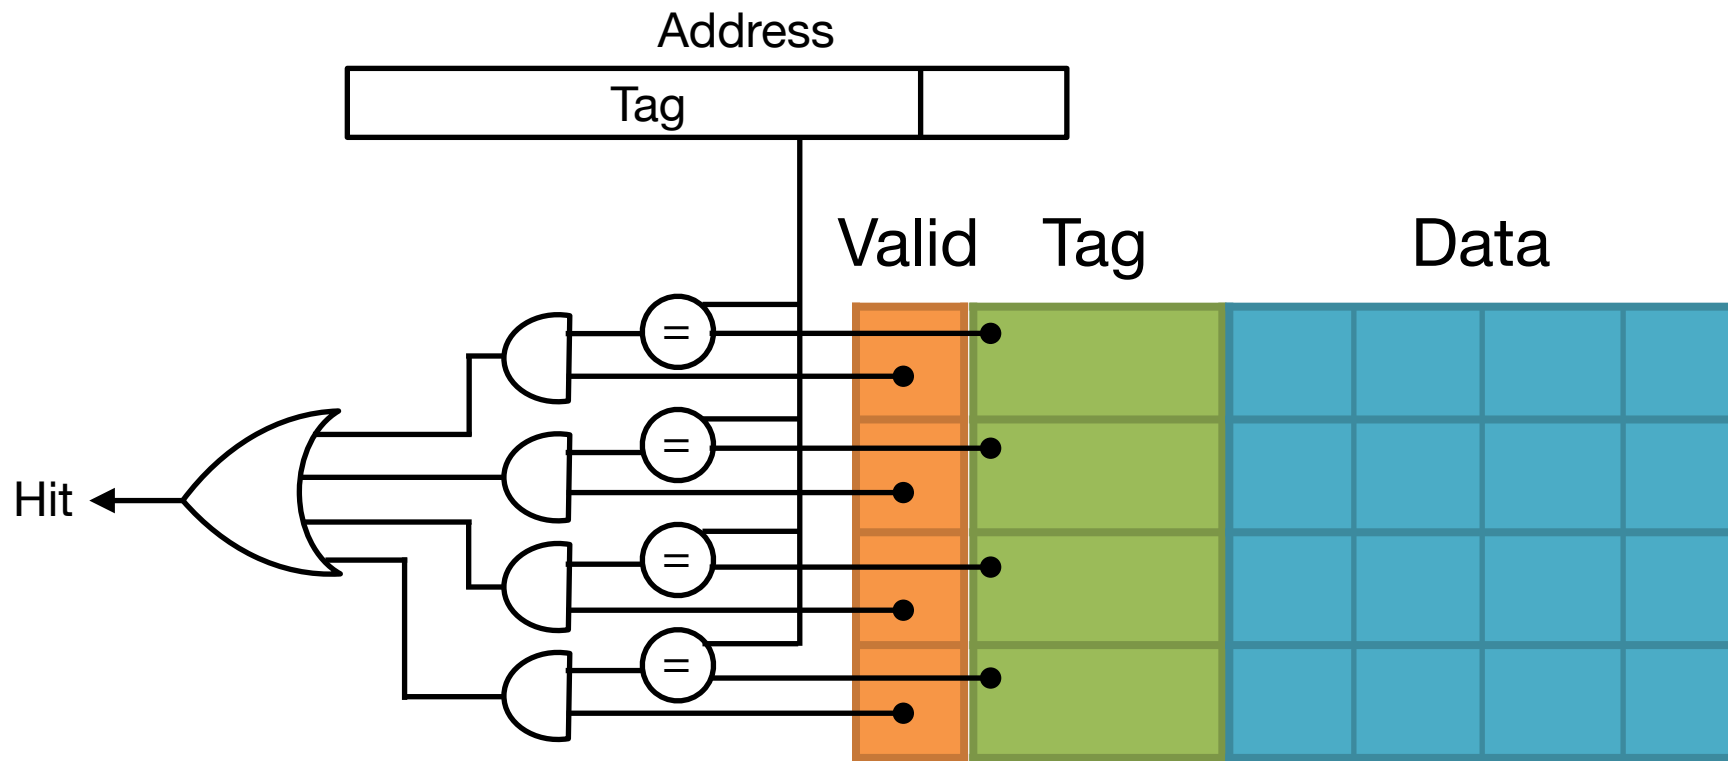 Address
Tag
Valid Tag Data
=
=
Hit
=
=